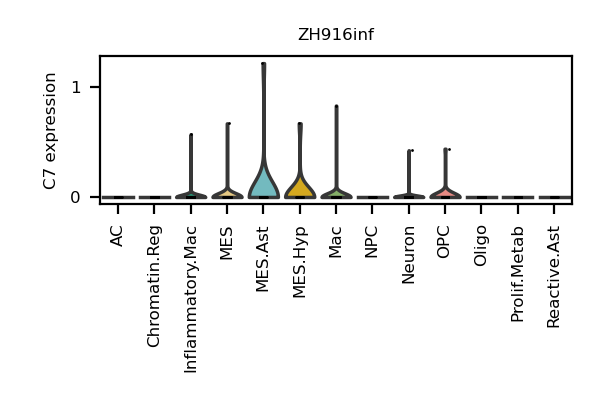 ZH916inf
C7 expression
1
0
AC
Chromatin.Reg
Inflammatory.Mac
MES
MES.Ast
MES.Hyp
Mac
NPC
Neuron
OPC
Oligo
Prolif.Metab
Reactive.Ast